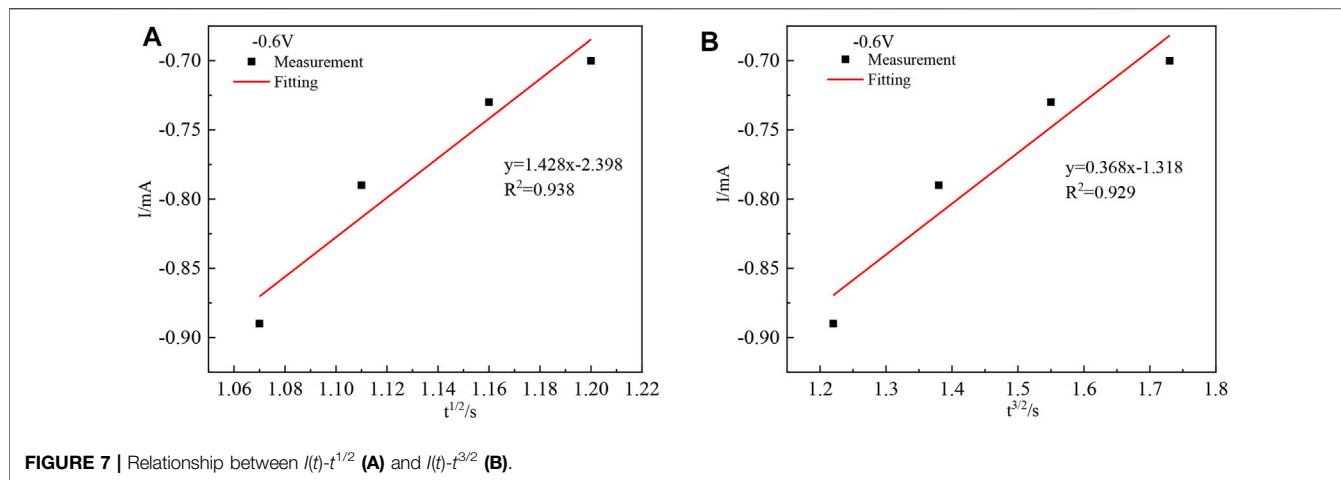 A
-0.6V
Measurement
Fitting
-0.70
-0.75
-0.80
-0.85
-0.90
I/mA
y=1.428x-2.398
R²=0.938
1.06 1.08 1.10 1.12 1.14 1.16 1.18 1.20 1.22
t^{1/2}/s
B
-0.6V
Measurement
Fitting
-0.70
-0.75
-0.80
-0.85
-0.90
I/mA
y=0.368x-1.318
R²=0.929
1.2 1.3 1.4 1.5 1.6 1.7 1.8
t^{3/2}/s
FIGURE 7 | Relationship between I(t)-t^{1/2} (A) and I(t)-t^{3/2} (B).